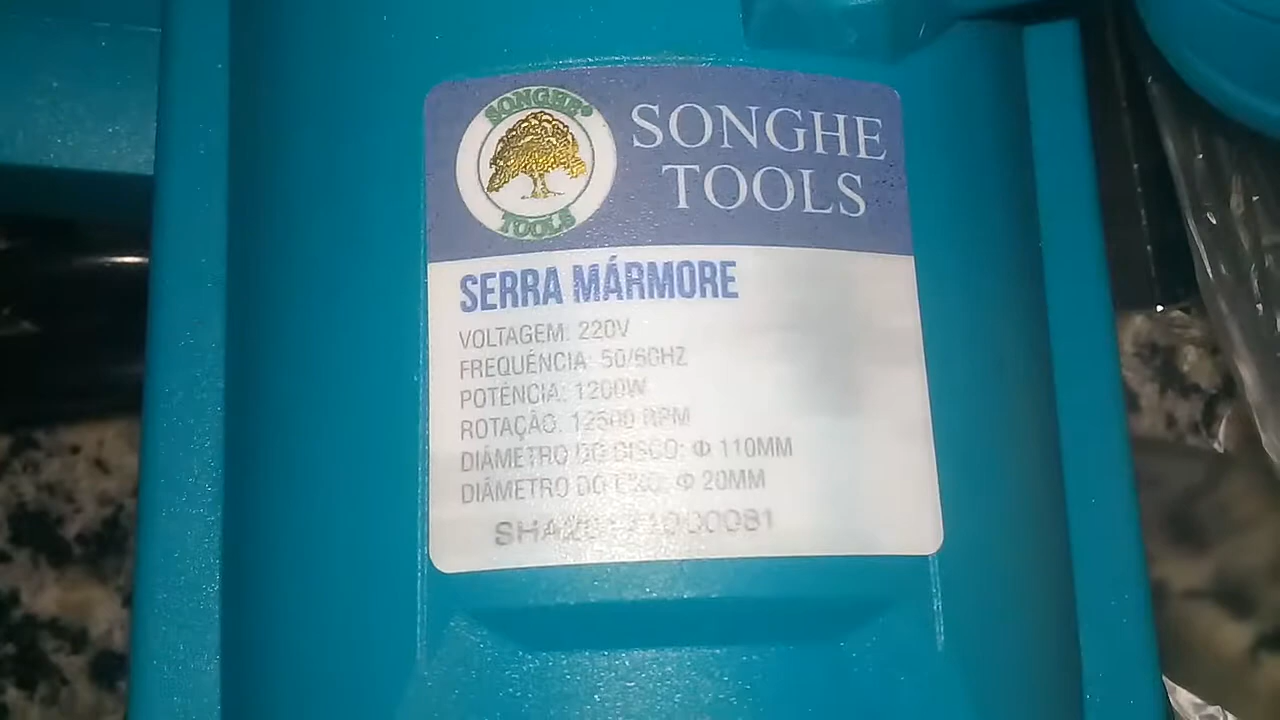 SONGHE®
TOOLS
SONGHE
TOOLS
SERRA MÁRMORE
VOLTAGEM: 220V
FREQUÊNCIA: 50/60HZ
POTÊNCIA: 1200W
ROTAÇÃO: 12500 RPM
DIÂMETRO DO DISCO: Φ 110MM
DIÂMETRO DO EIXO: Φ 20MM